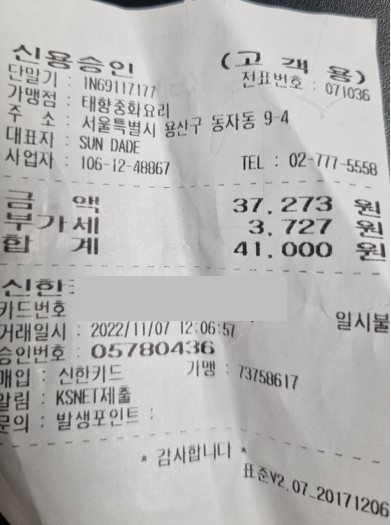 신용승인 (고객용)
단말기 : IN69117177 전표번호 : 071036
가맹점 : 태향중화요리
주 소 : 서울특별시 용산구 동자동 9-4
대표자 : SUN DADE
사업자 : 106-12-48867 TEL : 02-777-5558
금 액 37,273 원
부가세 3,727 원
합 계 41,000 원
신한
카드번호 일시불
거래일시 : 2022/11/07 12:06:57
승인번호 : 05780436
매입 : 신한카드 가맹 : 73758617
알림 : KSNET제출
문의 : 발생포인트 :
* 감사합니다 *
표준V2.07_20171206